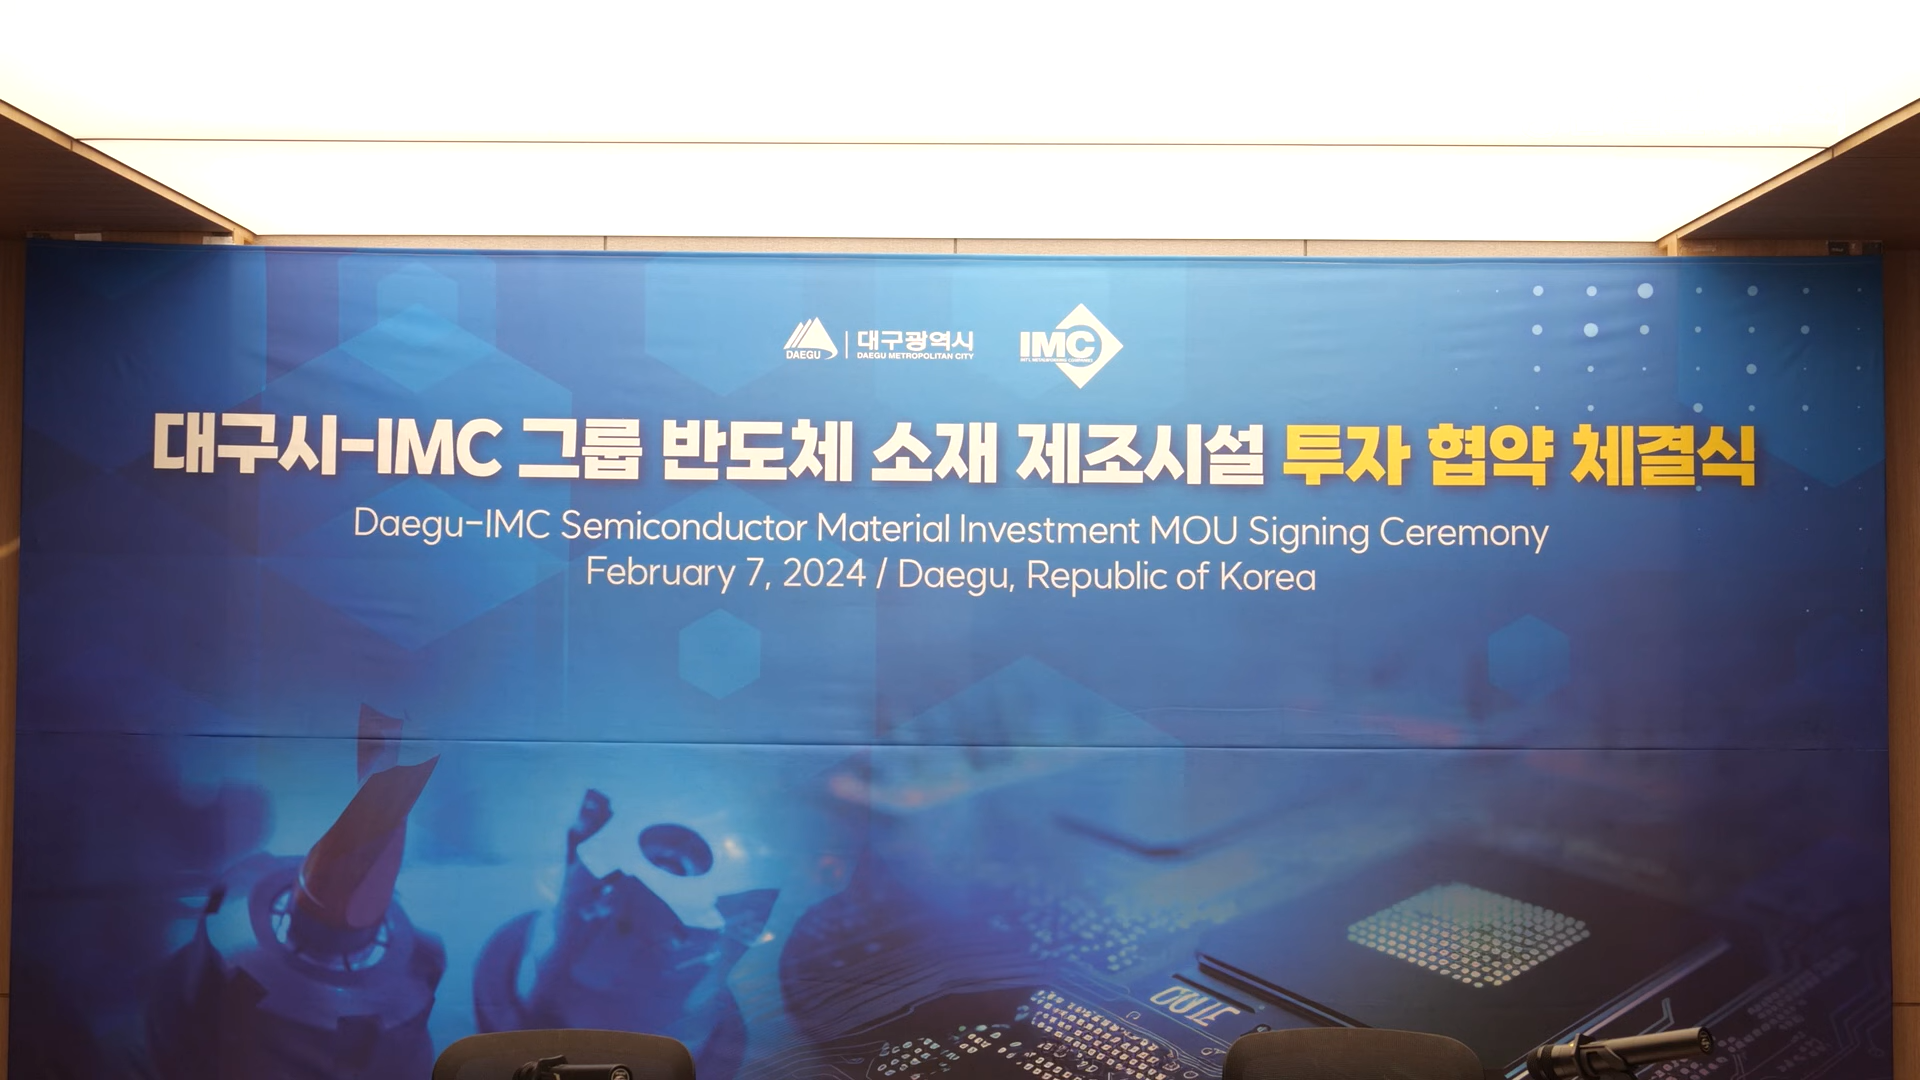 DAEGU 대구광역시
DAEGU METROPOLITAN CITY
IMC
대구시-IMC 그룹 반도체 소재 제조시설 투자 협약 체결식
Daegu-IMC Semiconductor Material Investment MOU Signing Ceremony
February 7, 2024 / Daegu, Republic of Korea